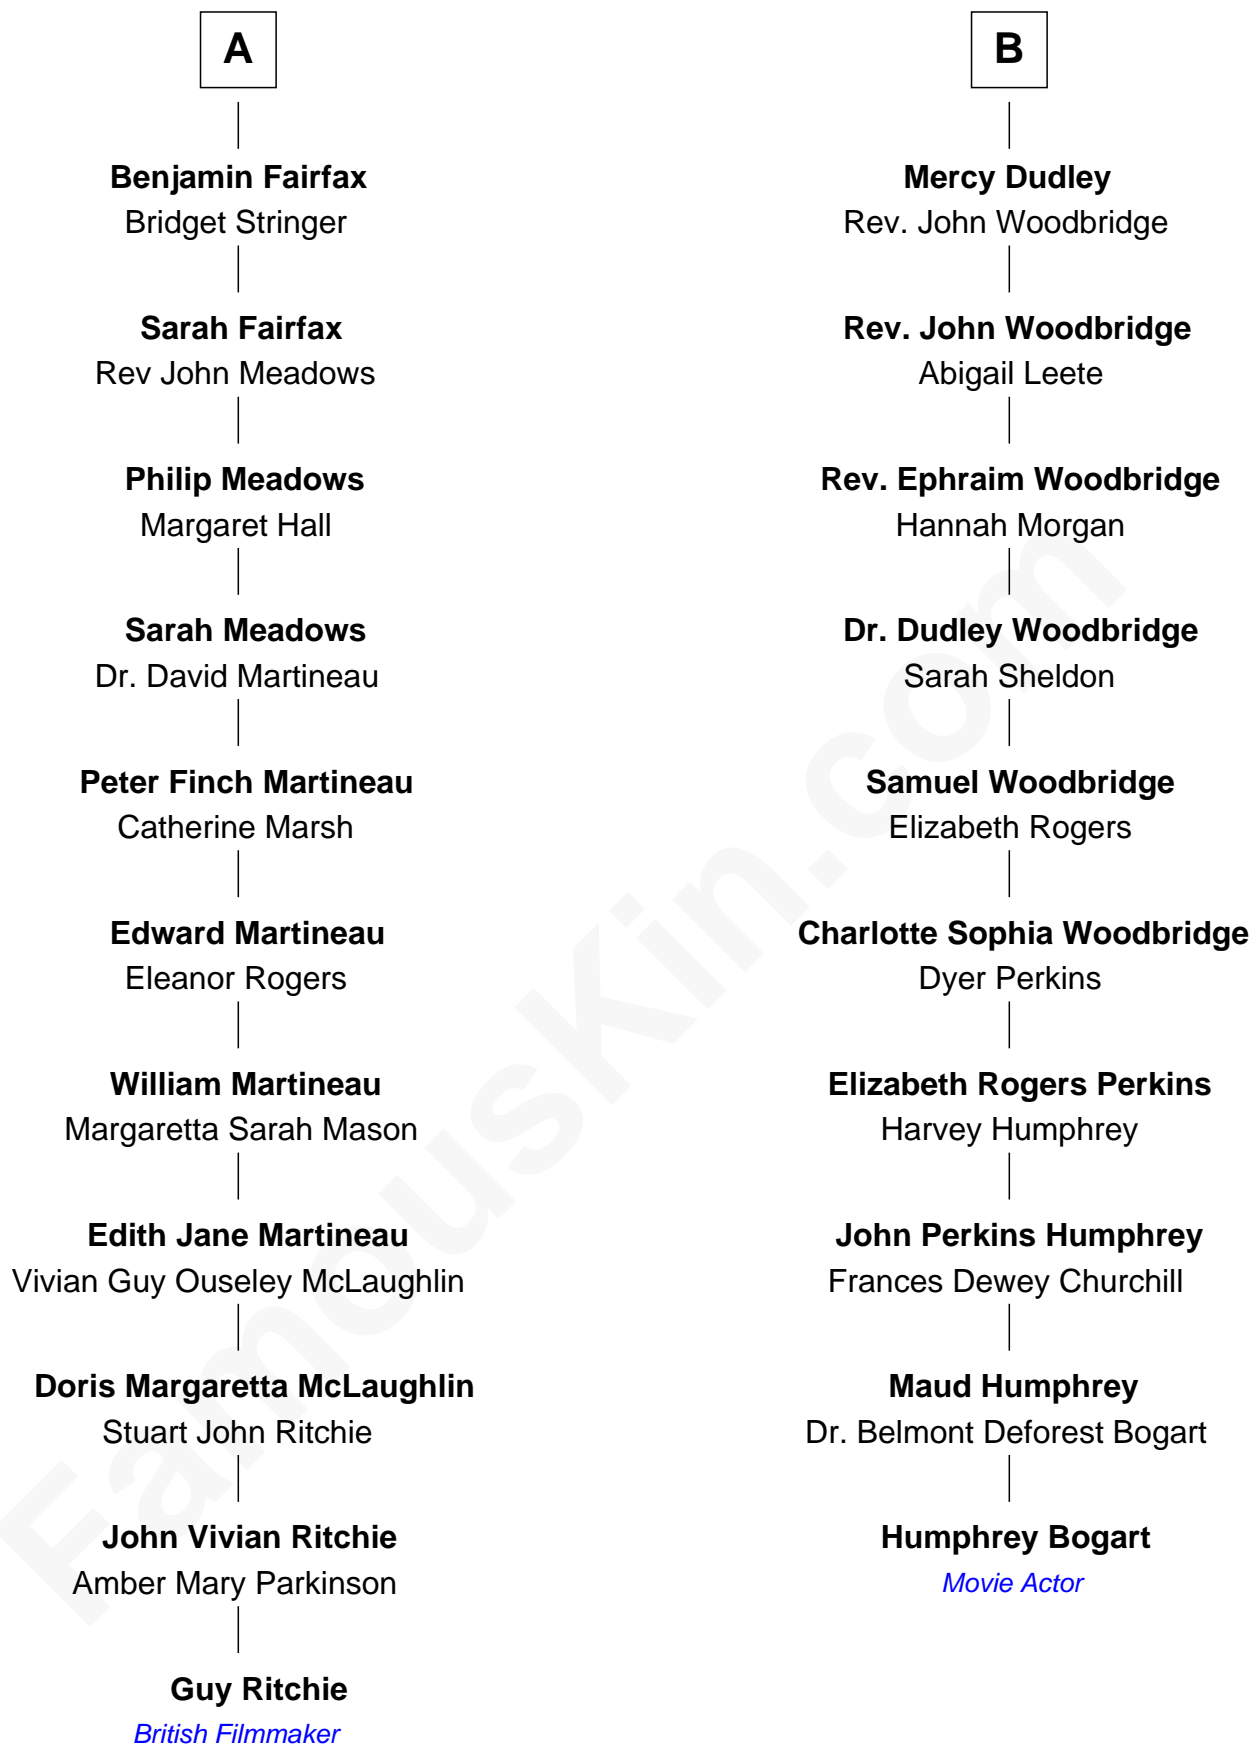 A
Benjamin Fairfax
Bridget Stringer
Sarah Fairfax
Rev John Meadows
Philip Meadows
Margaret Hall
Sarah Meadows
Dr. David Martineau
Peter Finch Martineau
Catherine Marsh
Edward Martineau
Eleanor Rogers
William Martineau
Margaretta Sarah Mason
Edith Jane Martineau
Vivian Guy Ouseley McLaughlin
Doris Margaretta McLaughlin
Stuart John Ritchie
John Vivian Ritchie
Amber Mary Parkinson
Guy Ritchie
British Filmmaker
B
Mercy Dudley
Rev. John Woodbridge
Rev. John Woodbridge
Abigail Leete
Rev. Ephraim Woodbridge
Hannah Morgan
Dr. Dudley Woodbridge
Sarah Sheldon
Samuel Woodbridge
Elizabeth Rogers
Charlotte Sophia Woodbridge
Dyer Perkins
Elizabeth Rogers Perkins
Harvey Humphrey
John Perkins Humphrey
Frances Dewey Churchill
Maud Humphrey
Dr. Belmont Deforest Bogart
Humphrey Bogart
Movie Actor
FamousKin.com